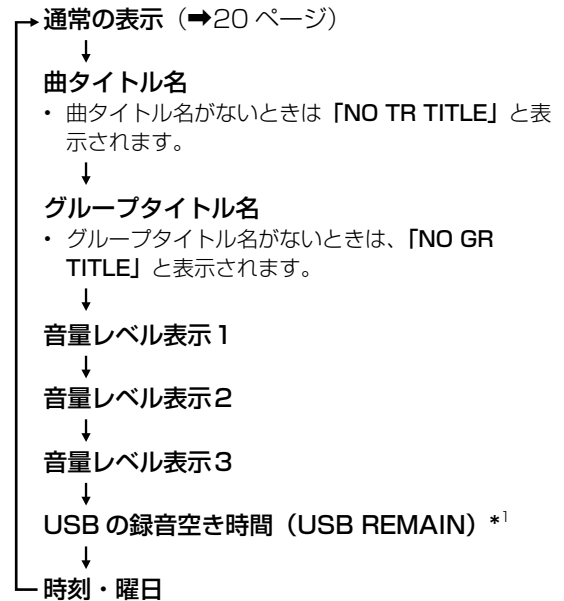 通常の表示（➡20 ページ）
曲タイトル名
• 曲タイトル名がないときは「NO TR TITLE」と表
示されます。
グループタイトル名
• グループタイトル名がないときは、「NO GR
TITLE」と表示されます。
音量レベル表示1
音量レベル表示2
音量レベル表示3
USB の録音空き時間（USB REMAIN）*1
時刻・曜日